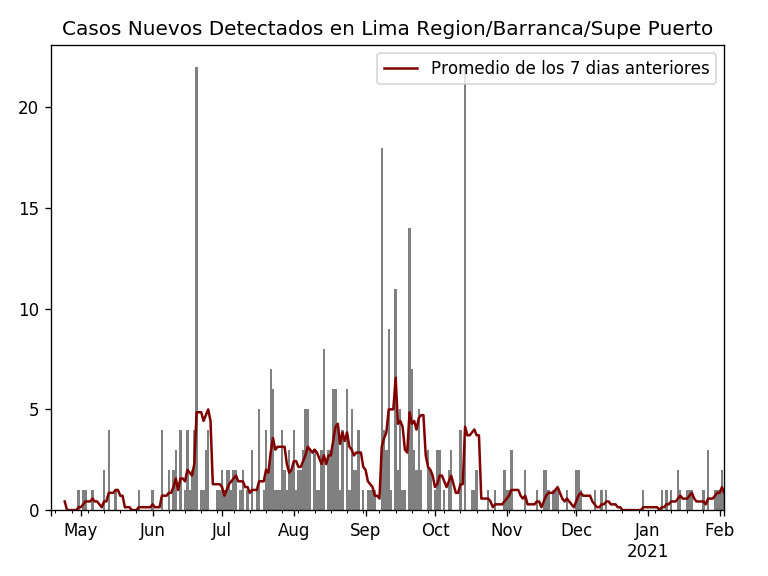 Casos Nuevos Detectados en Lima Region/Barranca/Supe Puerto
Promedio de los 7 dias anteriores
20
15
10
5
0
May Jun Jul Aug Sep Oct Nov Dec Jan Feb
2021